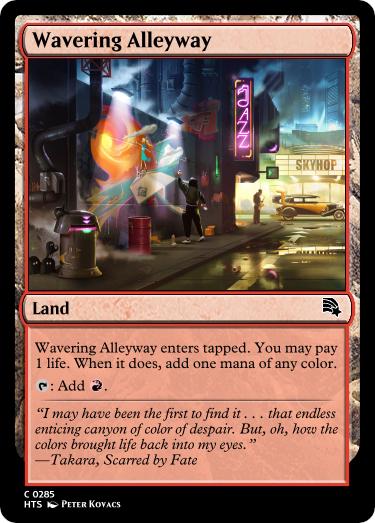 Wavering Alleyway
JAZZ
SKYHOP
Land
Wavering Alleyway enters tapped. You may pay
1 life. When it does, add one mana of any color.
: Add .
“I may have been the first to find it . . . that endless
enticing canyon of color of despair. But, oh, how the
colors brought life back into my eyes.”
—Takara, Scarred by Fate
C 0285
HTS Peter Kovacs